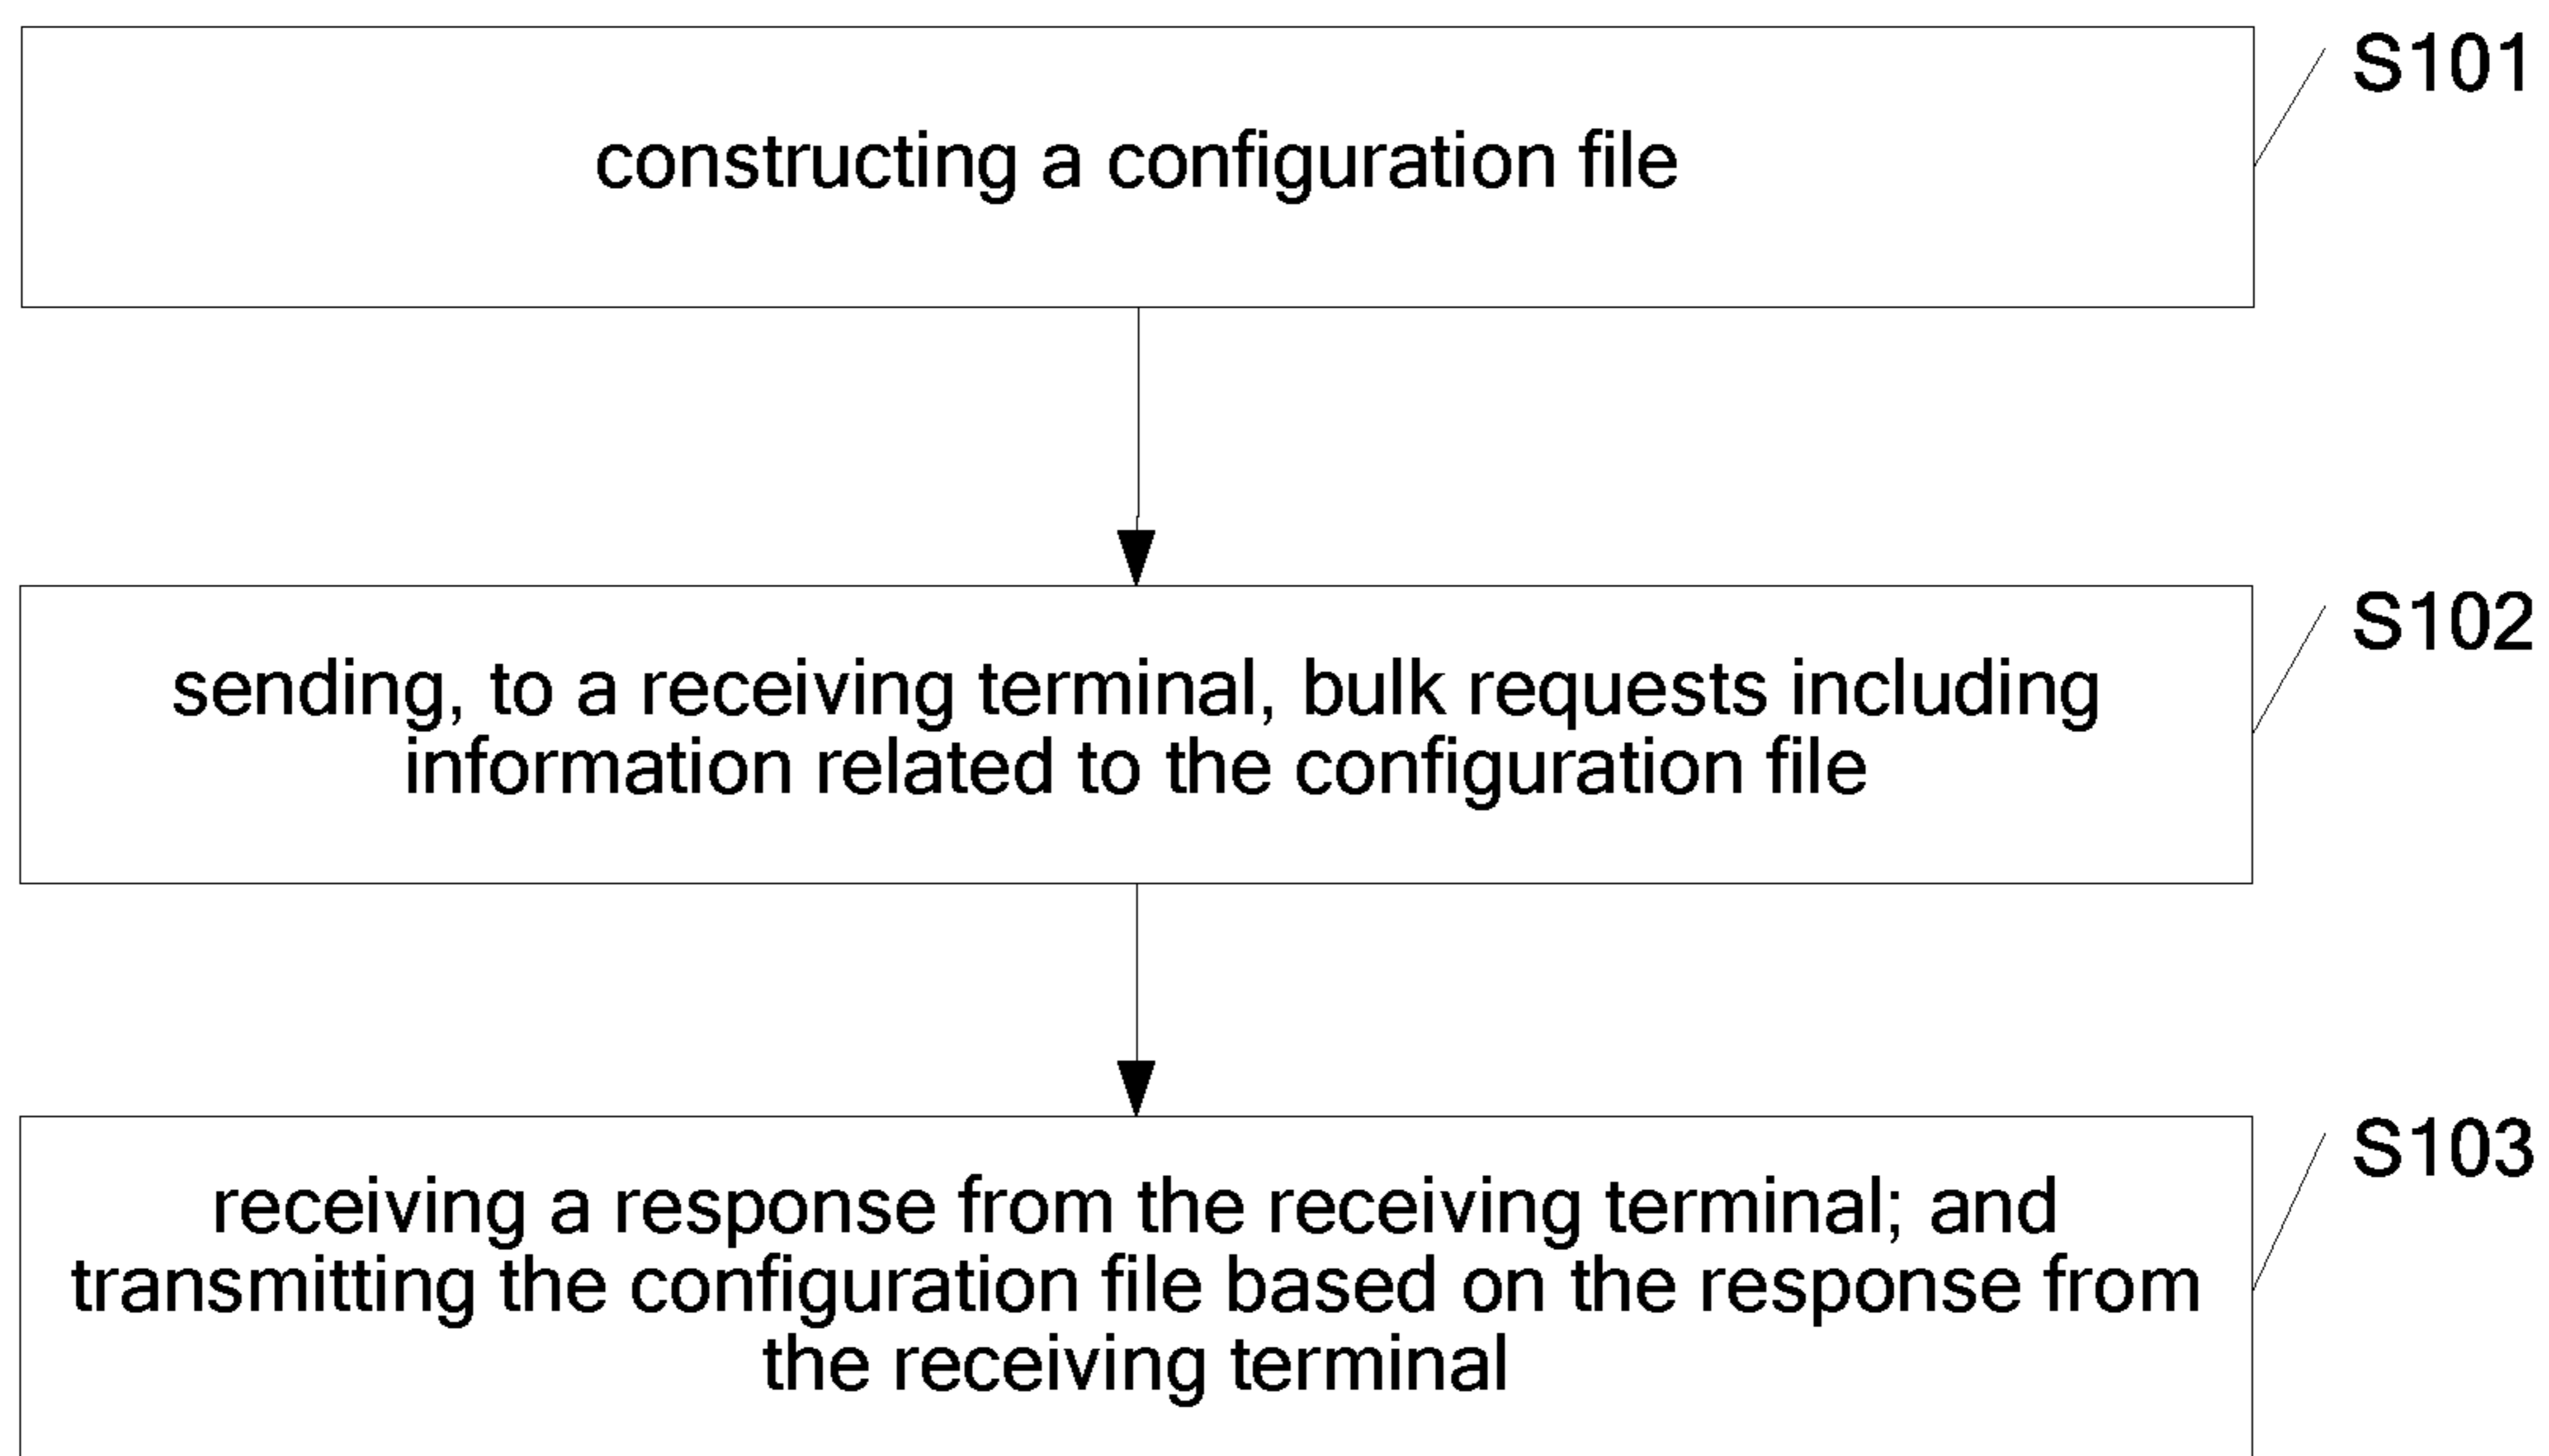 constructing a configuration file
S101
sending, to a receiving terminal, bulk requests including
information related to the configuration file
S102
receiving a response from the receiving terminal; and
transmitting the configuration file based on the response from
the receiving terminal
S103